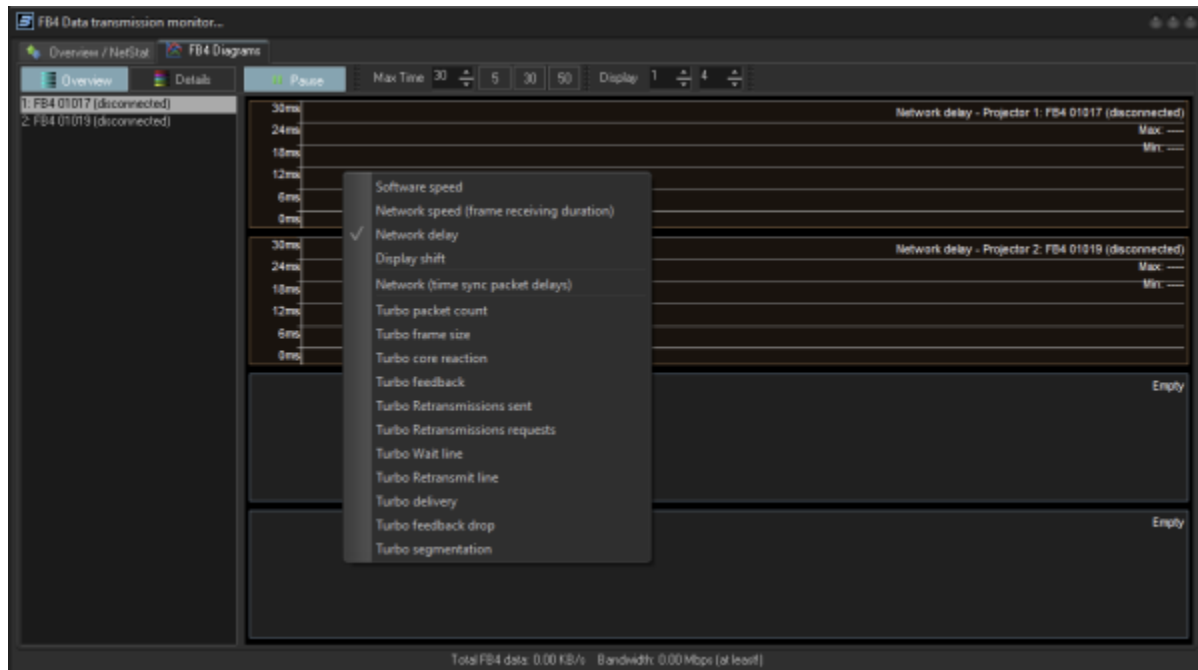 FB4 Data transmission monitor...
Overview / NetStat FB4 Diagrams
Overview Details Pause Max Time 30 5 30 50 Display 1 4
1: FB4 01017 (disconnected)
2: FB4 01019 (disconnected)
30ms
24ms
18ms
12ms
6ms
0ms
Network delay - Projector 1: FB4 01017 (disconnected)
Max: ----
Min: ----
30ms
24ms
18ms
12ms
6ms
0ms
Network delay - Projector 2: FB4 01019 (disconnected)
Max: ----
Min: ----
Software speed
Network speed (frame receiving duration)
Network delay
Display shift
Network (time sync packet delays)
Turbo packet count
Turbo frame size
Turbo core reaction
Turbo feedback
Turbo Retransmissions sent
Turbo Retransmissions requests
Turbo Wait line
Turbo Retransmit line
Turbo delivery
Turbo feedback drop
Turbo segmentation
Empty
Empty
Total FB4 data: 0.00 KB/s Bandwidth: 0.00 Mbps (at least!)